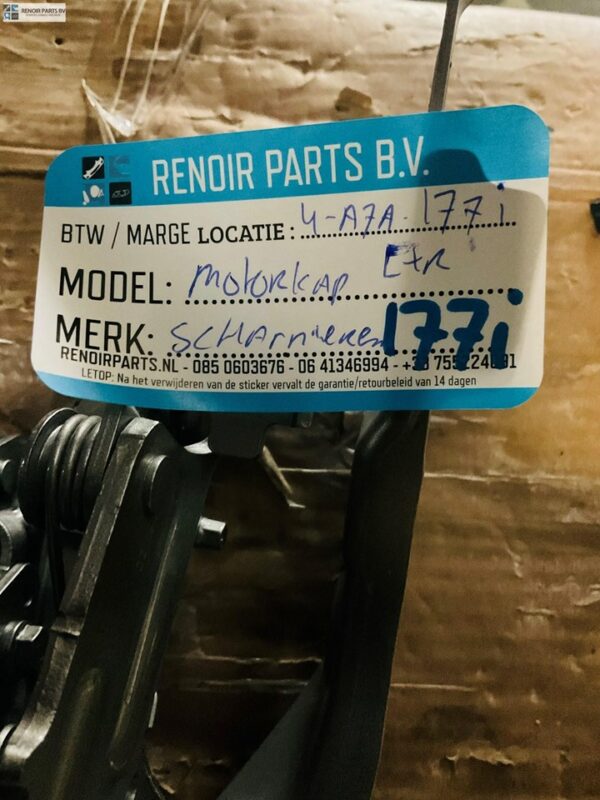 RENOIR PARTS BV
RENOIR PARTS B.V.
BTW / MARGE LOCATIE : 4-A7A-177i
MODEL: Motorkap L+R
MERK: SCHArnieren 177i
RENOIRPARTS.NL - 085 0603676 - 06 41346994
LETOP: Na het verwijderen van de sticker vervalt de garantie/retourbeleid van 14 dagen